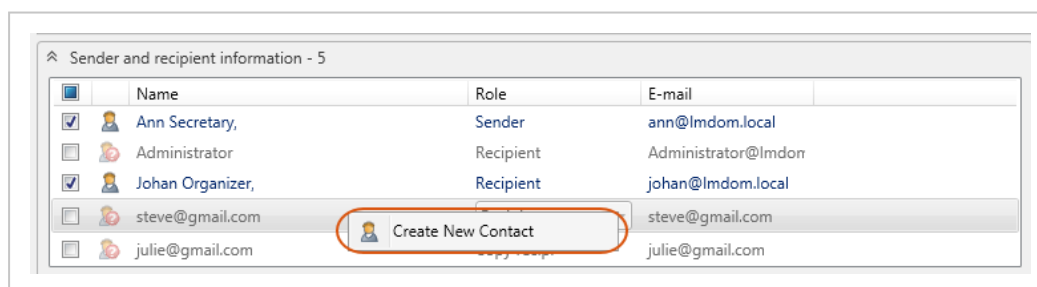 Sender and recipient information - 5
Name Role E-mail
Ann Secretary, Sender ann@lmdom.local
Administrator Recipient Administrator@lmdom
Johan Organizer, Recipient johan@lmdom.local
steve@gmail.com steve@gmail.com
Create New Contact
julie@gmail.com julie@gmail.com